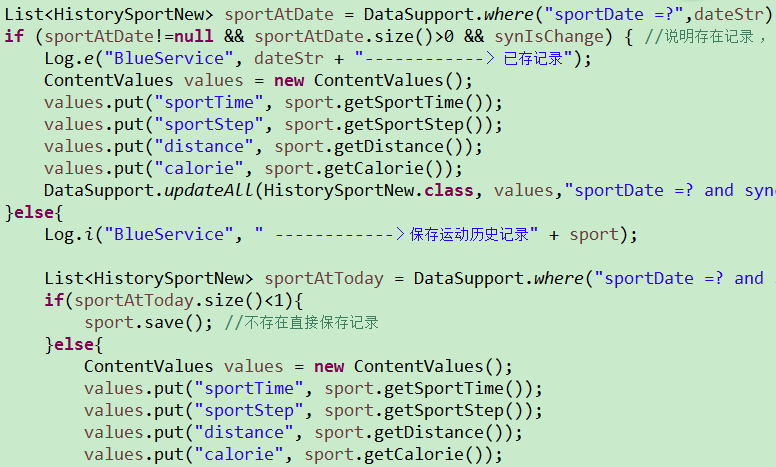 List<HistorySportNew> sportAtDate = DataSupport.where("sportDate =?",dateStr)
if (sportAtDate!=null && sportAtDate.size()>0 && synIsChange) { //说明存在记录，
Log.e("BlueService", dateStr + "------------> 已存记录");
ContentValues values = new ContentValues();
values.put("sportTime", sport.getSportTime());
values.put("sportStep", sport.getSportStep());
values.put("distance", sport.getDistance());
values.put("calorie", sport.getCalorie());
DataSupport.updateAll(HistorySportNew.class, values,"sportDate =? and syn
}else{
Log.i("BlueService", " ------------>保存运动历史记录" + sport);
List<HistorySportNew> sportAtToday = DataSupport.where("sportDate =? and
if(sportAtToday.size()<1){
sport.save(); //不存在直接保存记录
}else{
ContentValues values = new ContentValues();
values.put("sportTime", sport.getSportTime());
values.put("sportStep", sport.getSportStep());
values.put("distance", sport.getDistance());
values.put("calorie", sport.getCalorie());